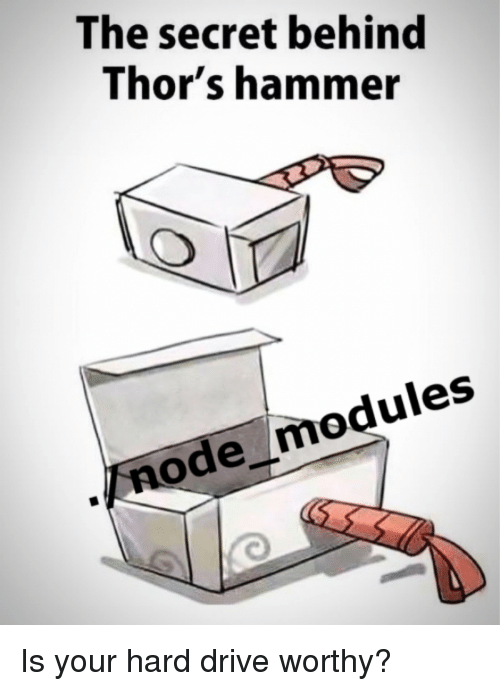 The secret behind
Thor's hammer
./node_modules
Is your hard drive worthy?